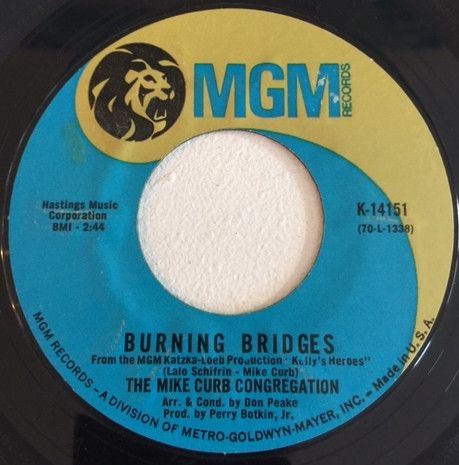 MGM
RECORDS
Hastings Music
Corporation
BMI - 2:44
K-14151
(70-L-1338)
BURNING BRIDGES
From the MGM Katzka-Loeb Production "Kelly's Heroes"
(Lalo Schifrin - Mike Curb)
THE MIKE CURB CONGREGATION
Arr. & Cond. by Don Peake
Prod. by Perry Botkin, Jr.
MGM RECORDS - A DIVISION OF METRO-GOLDWYN-MAYER, INC. - Made in U. S. A.